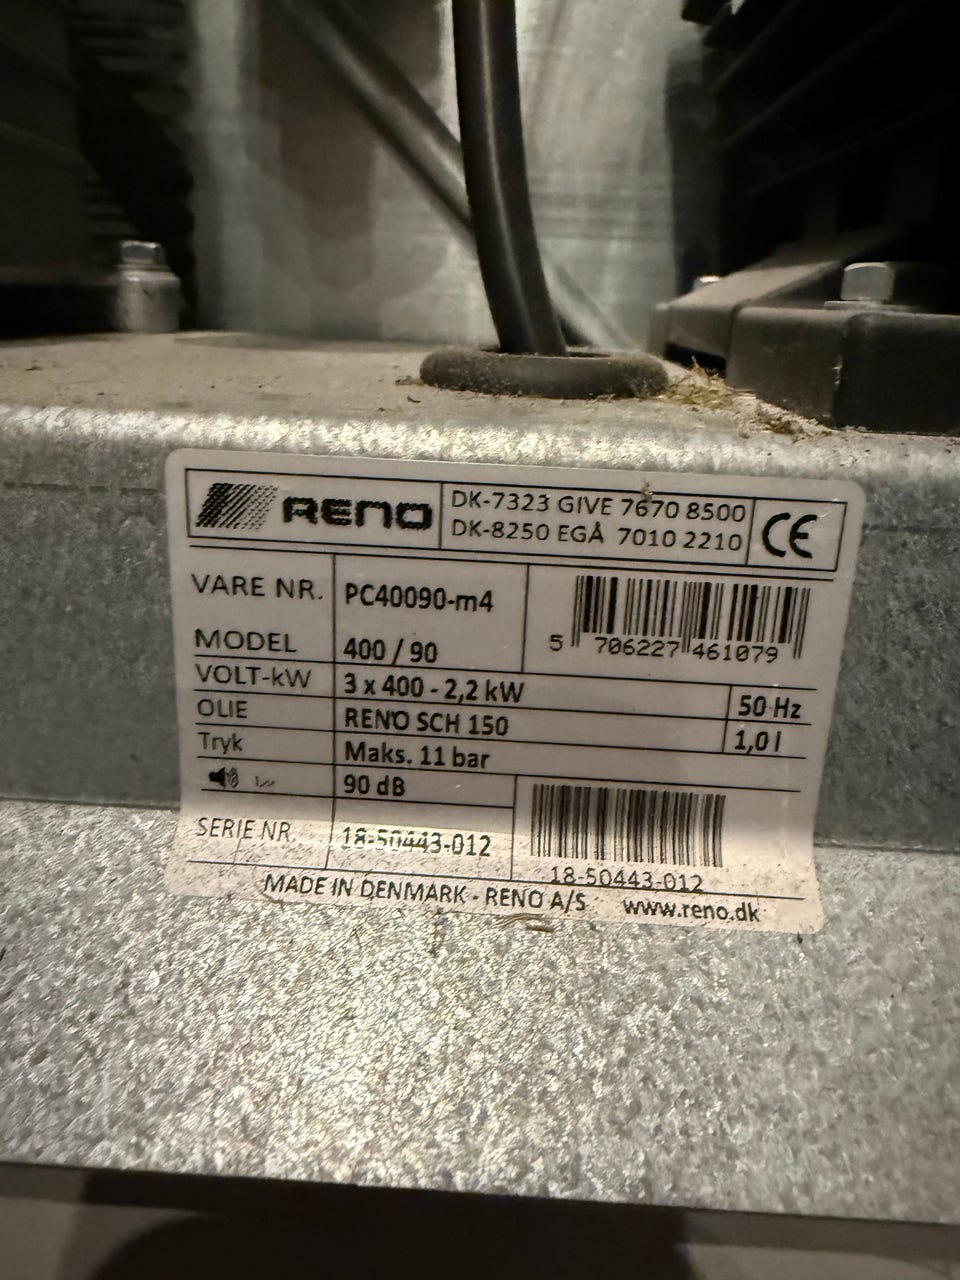 RENO
DK-7323 GIVE 7670 8500
DK-8250 EGÅ 7010 2210
CE
VARE NR. PC40090-m4
5 706227 461079
MODEL 400 / 90
VOLT-kW 3 x 400 - 2,2 kW 50 Hz
OLIE RENO SCH 150 1,0 l
Tryk Maks. 11 bar
90 dB
SERIE NR. 18-50443-012
18-50443-012
MADE IN DENMARK - RENO A/S www.reno.dk